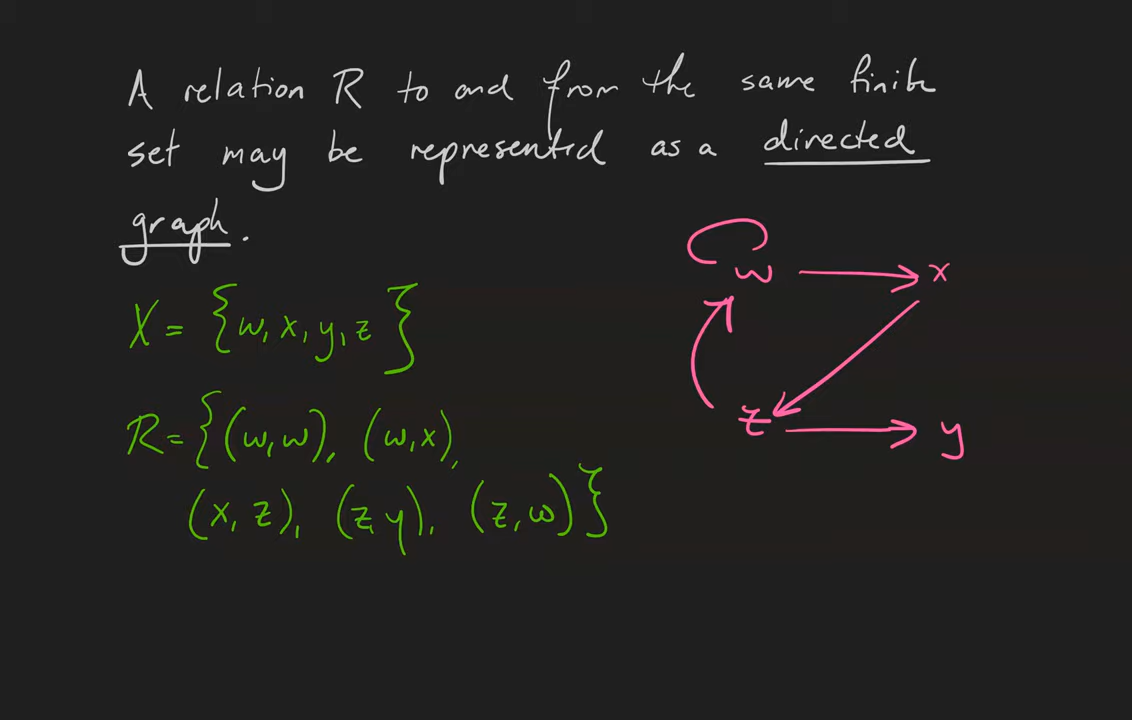 A relation R to and from the same finite
set may be represented as a directed
graph.
X = {w, x, y, z}
R = {(w,w), (w,x),
(x, z), (z,y), (z,w)}
w x
z y